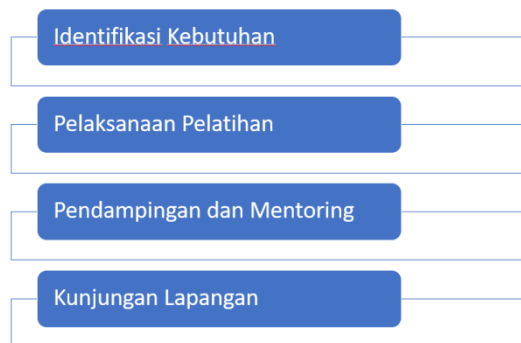 Identifikasi Kebutuhan
Pelaksanaan Pelatihan
Pendampingan dan Mentoring
Kunjungan Lapangan